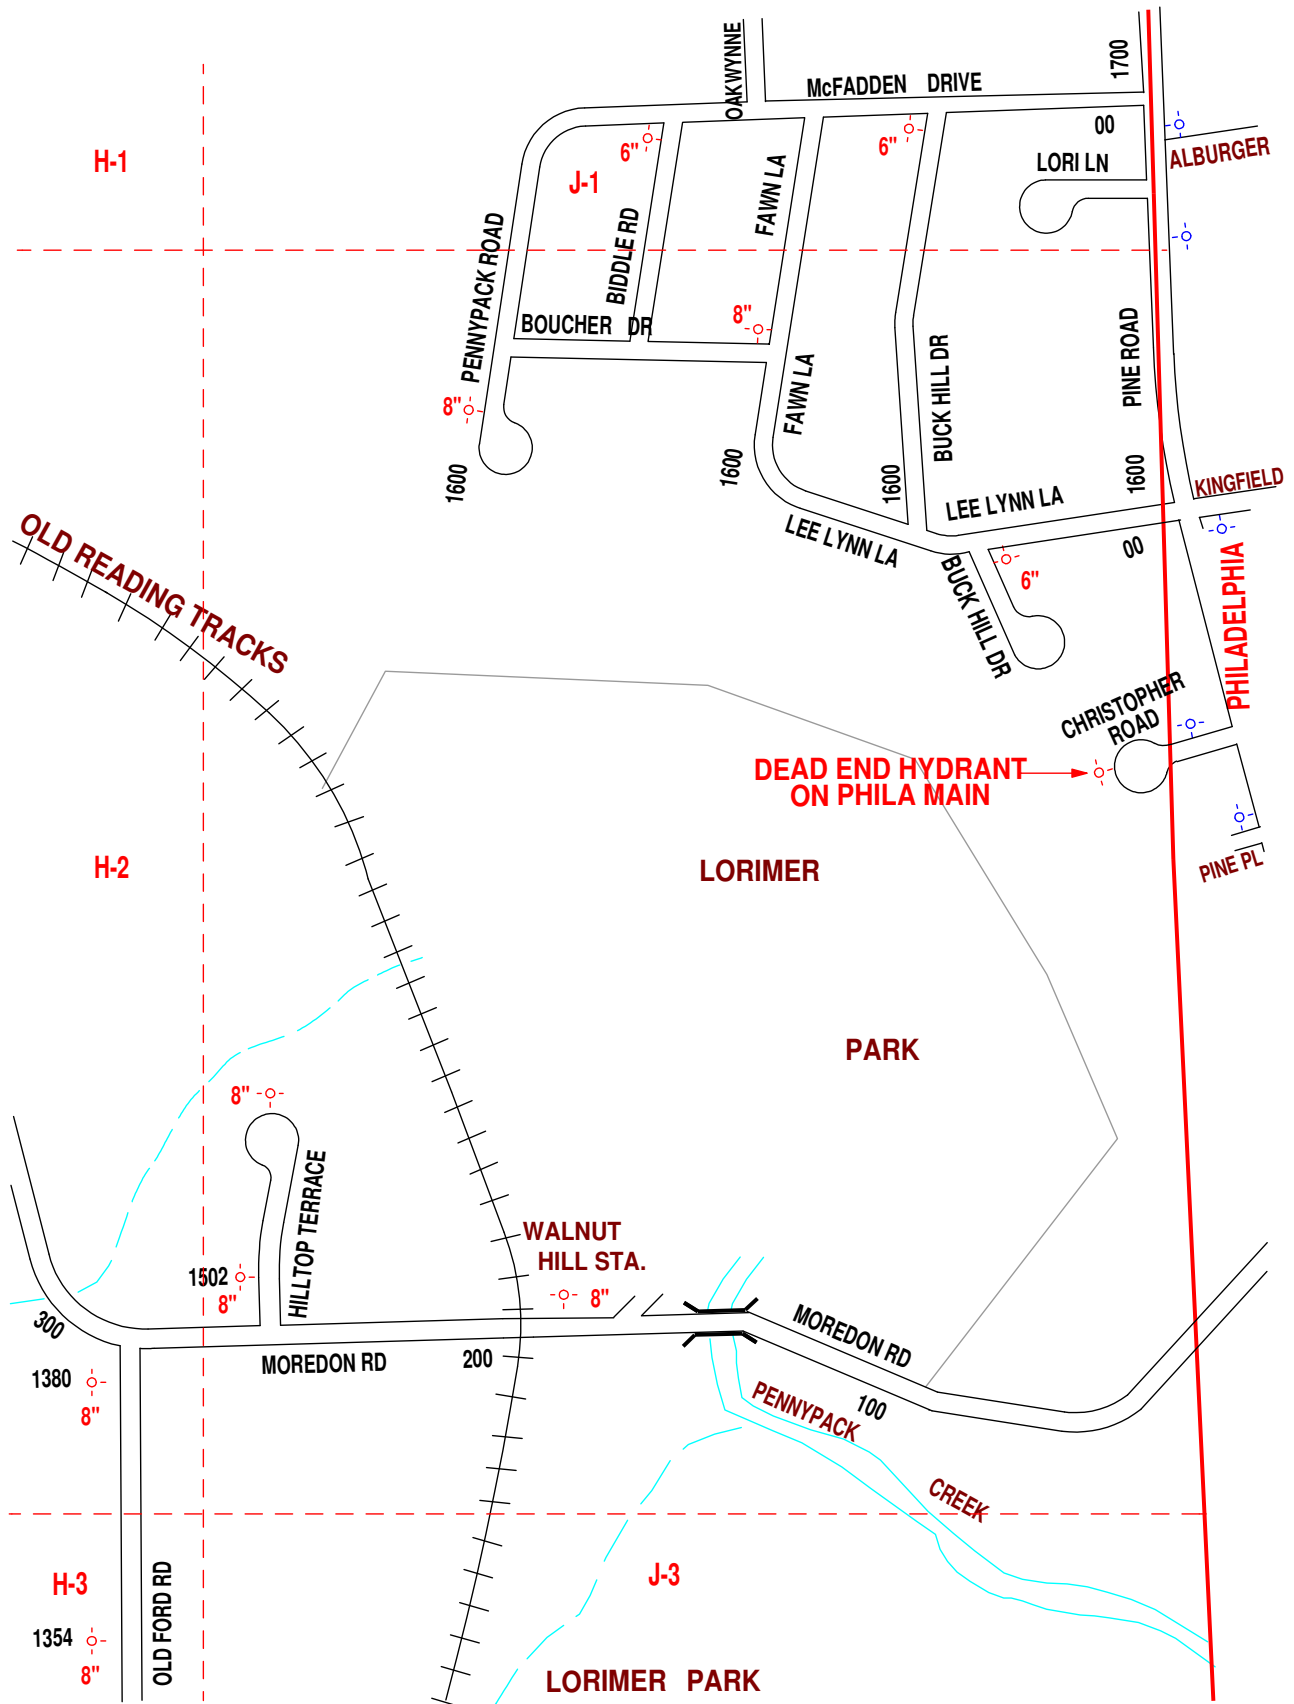 OAKWYNNE
1700
McFADDEN DRIVE
00
6"
6"
ALBURGER
H-1
J-1
LORI LN
FAWN LA
PENNYPACK ROAD
BIDDLE RD
8"
BOUCHER DR
PINE ROAD
BUCK HILL DR
FAWN LA
8"
1600
1600
1600
1600
KINGFIELD
LEE LYNN LA
LEE LYNN LA
00
OLD READING TRACKS
BUCK HILL DR
6"
PHILADELPHIA
CHRISTOPHER
ROAD
DEAD END HYDRANT
ON PHILA MAIN
H-2
LORIMER
PINE PL
PARK
8"
HILLTOP TERRACE
WALNUT
HILL STA.
1502
8"
8"
300
MOREDON RD
MOREDON RD
200
1380
8"
100
PENNYPACK
CREEK
H-3
J-3
OLD FORD RD
1354
8"
LORIMER PARK